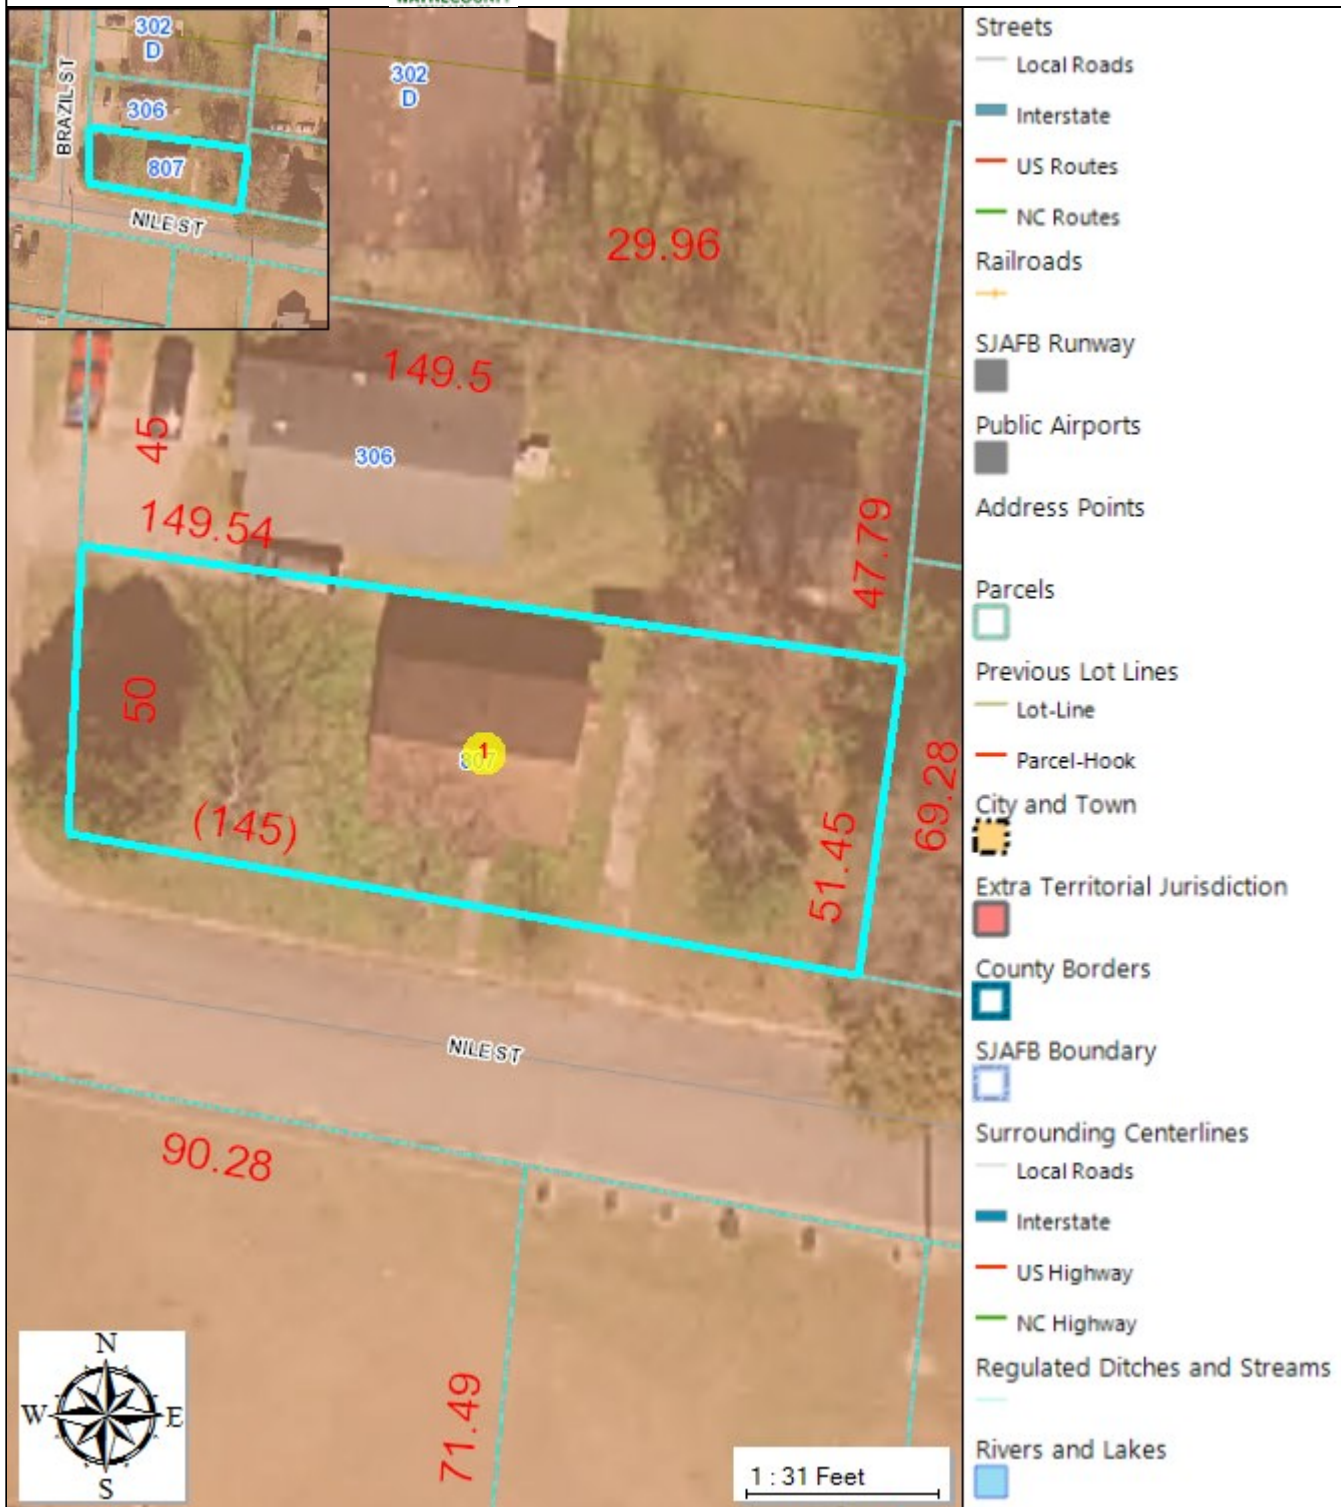 302
D
306
807
BRAZIL ST
NILE ST
302
D
29.96
149.5
45
306
149.54
47.79
50
1
807
(145)
69.28
51.45
NILE ST
90.28
71.49
N
W
E
S
1 : 31 Feet
Streets
Local Roads
Interstate
US Routes
NC Routes
Railroads
SJAFB Runway
Public Airports
Address Points
Parcels
Previous Lot Lines
Lot-Line
Parcel-Hook
City and Town
Extra Territorial Jurisdiction
County Borders
SJAFB Boundary
Surrounding Centerlines
Local Roads
Interstate
US Highway
NC Highway
Regulated Ditches and Streams
Rivers and Lakes